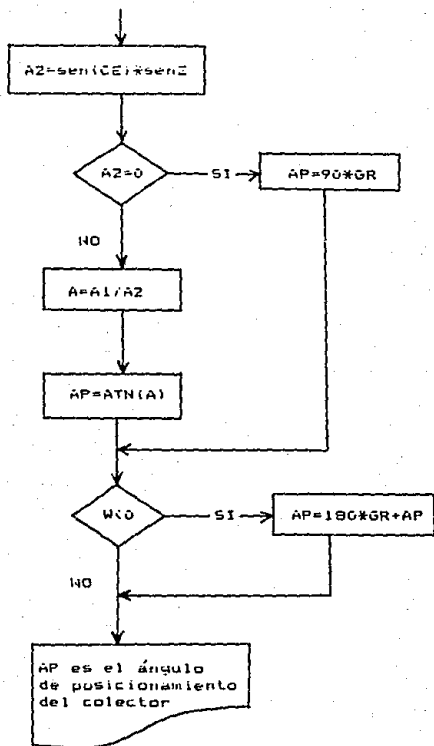 A2=sen(CE)*senZ
A2=0
SI
AP=90*GR
NO
A=A1/A2
AP=ATN(A)
W<0
SI
AP=180*GR+AP
NO
AP es el ángulo
de posicionamiento
del colector